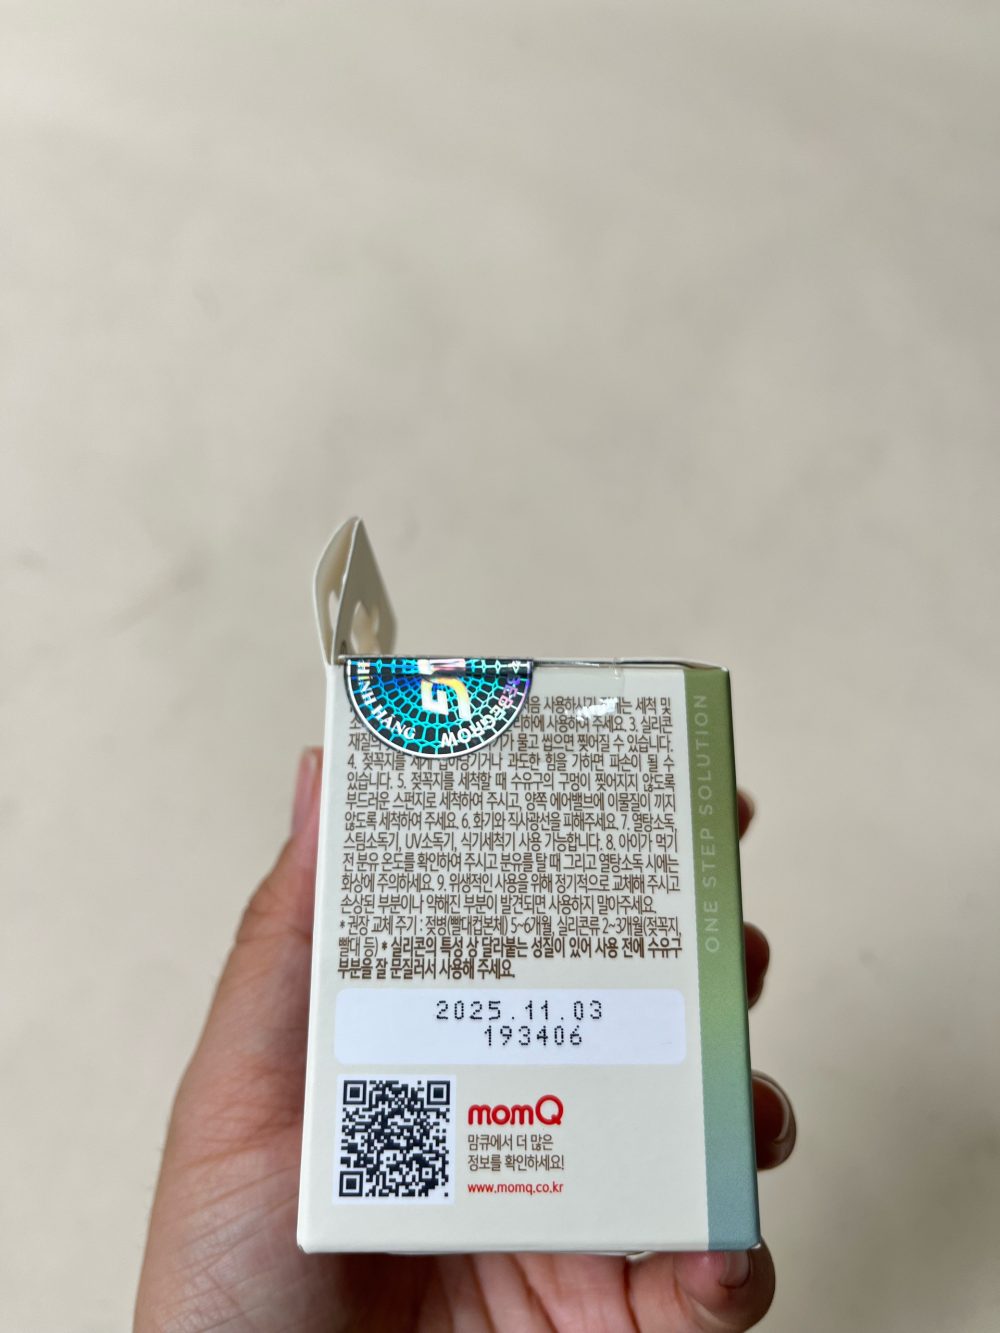 CHÍNH HÃNG
음 사용하시기 전에는 세척 및
하에 사용하여 주세요. 3. 실리콘
재질의 가 물고 씹으면 찢어질 수 있습니다.
4. 젖꼭지를 세게 잡아당기거나 과도한 힘을 가하면 파손이 될 수
있습니다. 5. 젖꼭지를 세척할 때 수유구의 구멍이 찢어지지 않도록
부드러운 스펀지로 세척하여 주시고, 양쪽 에어밸브에 이물질이 끼지
않도록 세척하여 주세요. 6. 화기와 직사광선을 피해주세요. 7. 열탕소독,
스팀소독기, UV소독기, 식기세척기 사용 가능합니다. 8. 아이가 먹기
전 분유 온도를 확인하여 주시고 분유를 탈 때 그리고 열탕소독 시에는
화상에 주의하세요. 9. 위생적인 사용을 위해 정기적으로 교체해 주시고
손상된 부분이나 약해진 부분이 발견되면 사용하지 말아주세요.
* 권장 교체 주기 : 젖병(빨대컵본체) 5~6개월, 실리콘류 2~3개월(젖꼭지,
빨대 등) * 실리콘의 특성 상 달라붙는 성질이 있어 사용 전에 수유구
부분을 잘 문질러서 사용해 주세요.
2025.11.03
193406
momQ
맘큐에서 더 많은
정보를 확인하세요!
www.momq.co.kr
ONE STEP SOLUTION